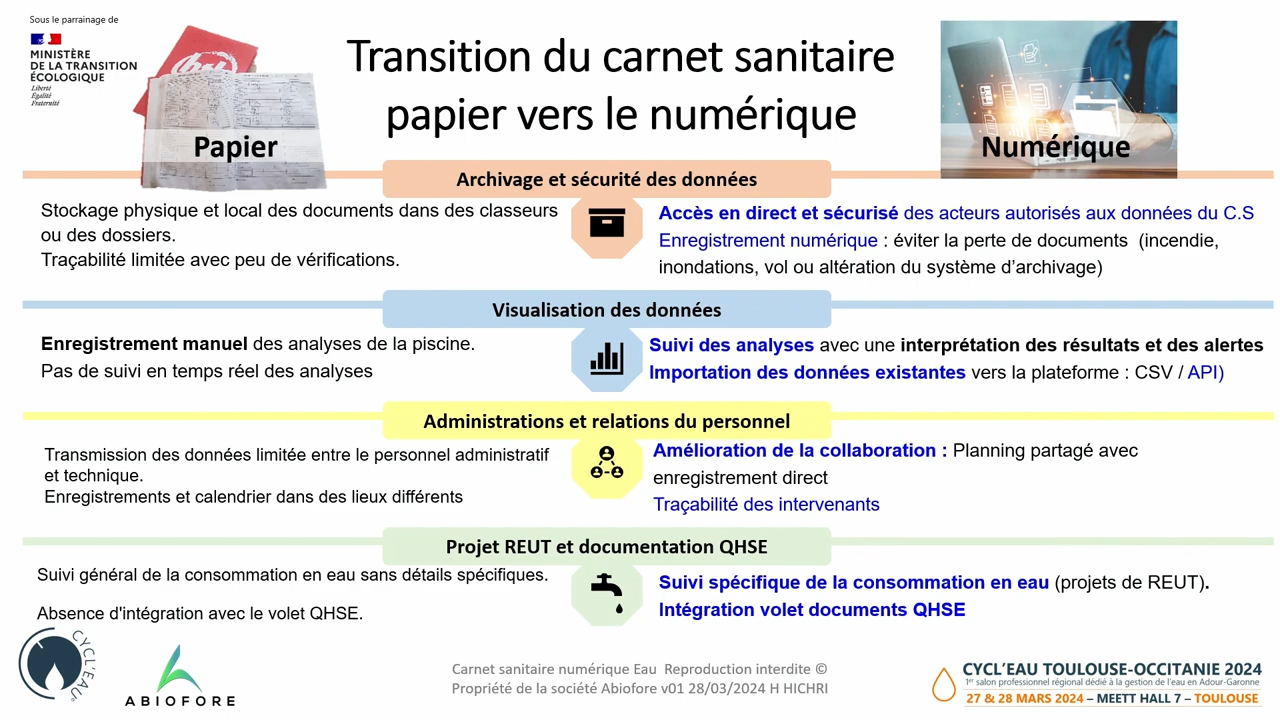 Sous le parrainage de
MINISTÈRE
DE LA TRANSITION
ÉCOLOGIQUE
Liberté
Égalité
Fraternité
Transition du carnet sanitaire
papier vers le numérique
Papier
Numérique
Archivage et sécurité des données
Stockage physique et local des documents dans des classeurs
ou des dossiers.
Traçabilité limitée avec peu de vérifications.
Accès en direct et sécurisé des acteurs autorisés aux données du C.S
Enregistrement numérique : éviter la perte de documents (incendie,
inondations, vol ou altération du système d'archivage)
Visualisation des données
Enregistrement manuel des analyses de la piscine.
Pas de suivi en temps réel des analyses
Suivi des analyses avec une interprétation des résultats et des alertes
Importation des données existantes vers la plateforme : CSV / API)
Administrations et relations du personnel
Transmission des données limitée entre le personnel administratif
et technique.
Enregistrements et calendrier dans des lieux différents
Amélioration de la collaboration : Planning partagé avec
enregistrement direct
Traçabilité des intervenants
Projet REUT et documentation QHSE
Suivi général de la consommation en eau sans détails spécifiques.
Absence d'intégration avec le volet QHSE.
Suivi spécifique de la consommation en eau (projets de REUT).
Intégration volet documents QHSE
CYCL'EAU
ABIOFORE
Carnet sanitaire numérique Eau Reproduction interdite ©
Propriété de la société Abiofore v01 28/03/2024 H HICHRI
CYCL'EAU TOULOUSE-OCCITANIE 2024
1er salon professionnel régional dédié à la gestion de l'eau en Adour-Garonne
27 & 28 MARS 2024 – MEETT HALL 7 – TOULOUSE